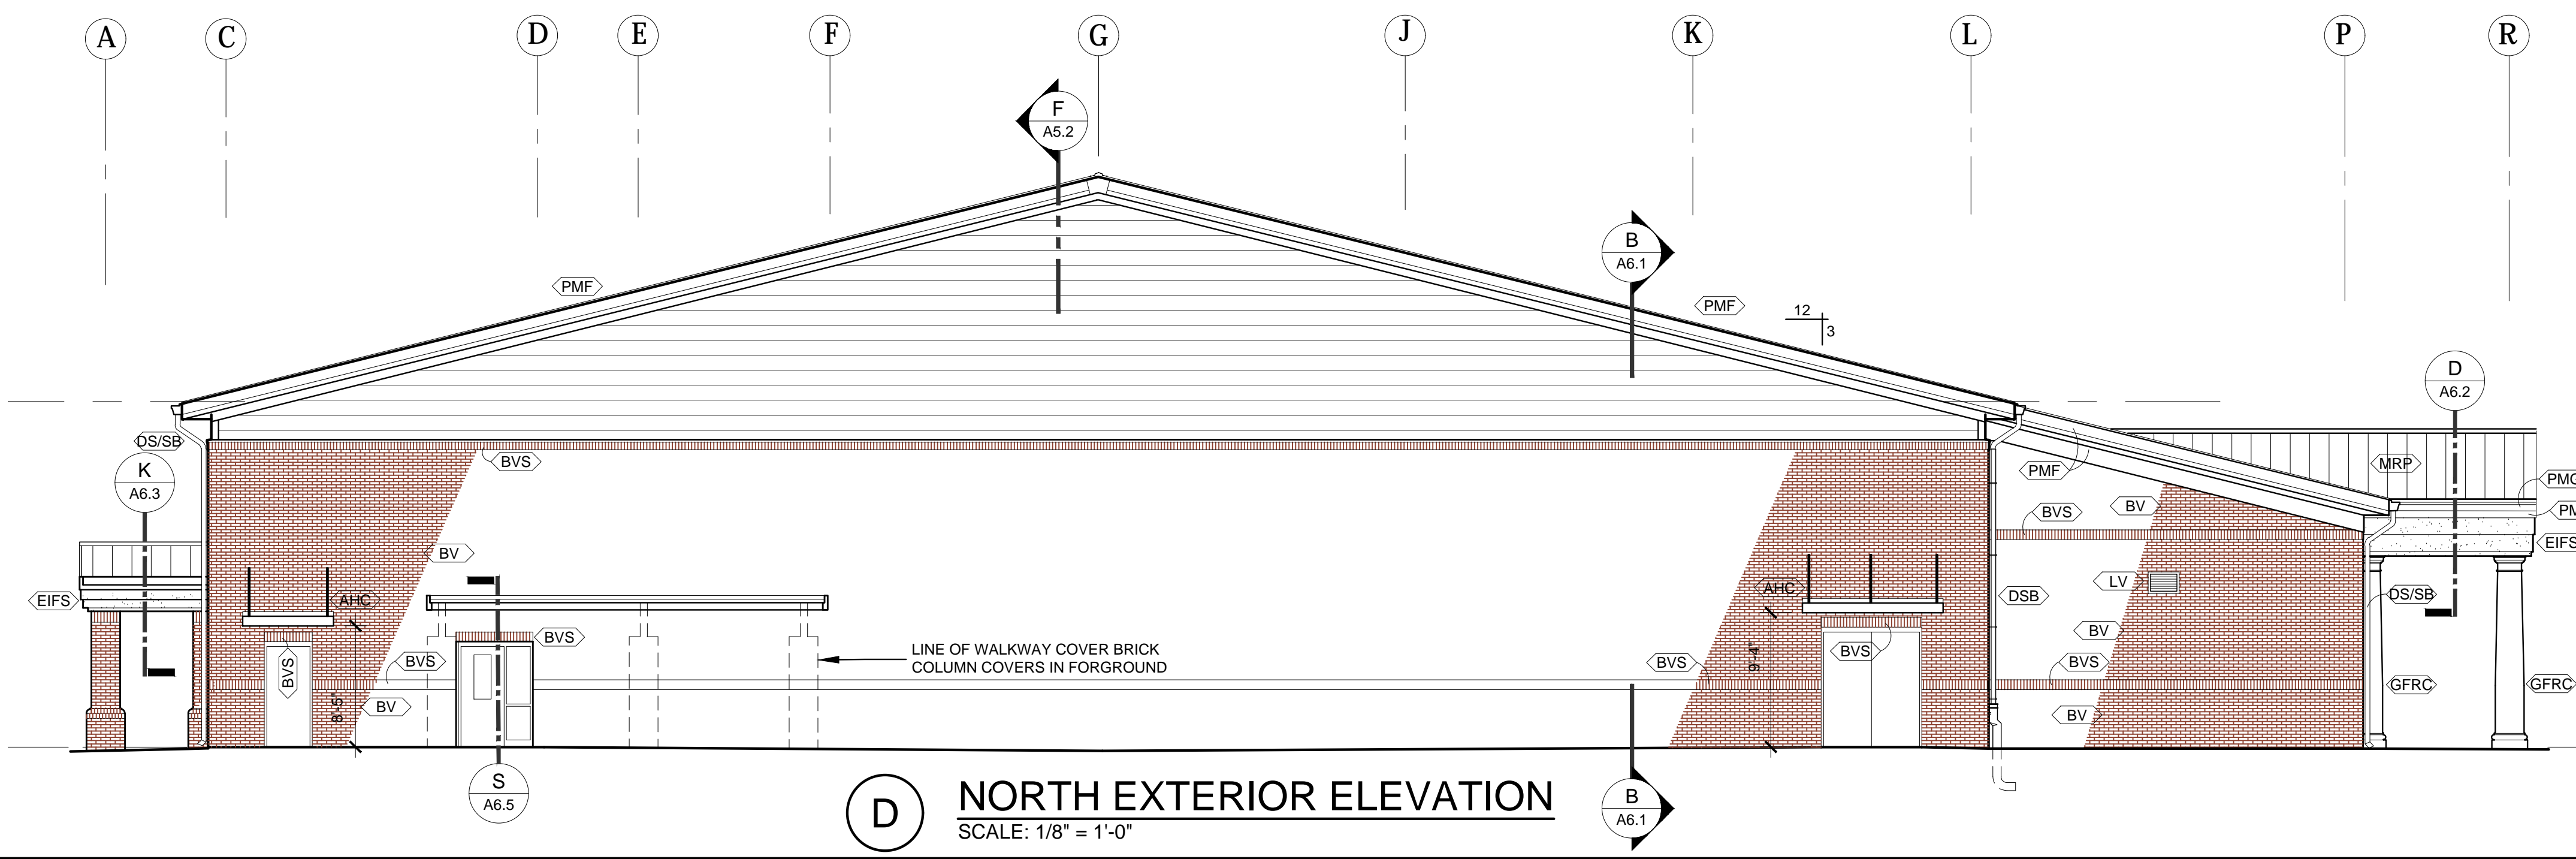 A C D E F G J K L P R
F
A5.2
B
A6.1
PMF
PMF
12
3
D
A6.2
DS/SB
K
A6.3
BVS
PMF
MRP
PM
BVS
BV
EIFS
BV
EIFS
AHC
AHC
DSB
LV
DS/SB
BVS
BVS
LINE OF WALKWAY COVER BRICK
COLUMN COVERS IN FORGROUND
BVS
BVS
BVS
9'-4"
BV
BVS
8'-5"
BV
GFRC
GFRC
BV
S
A6.5
D
NORTH EXTERIOR ELEVATION
SCALE: 1/8" = 1'-0"
B
A6.1